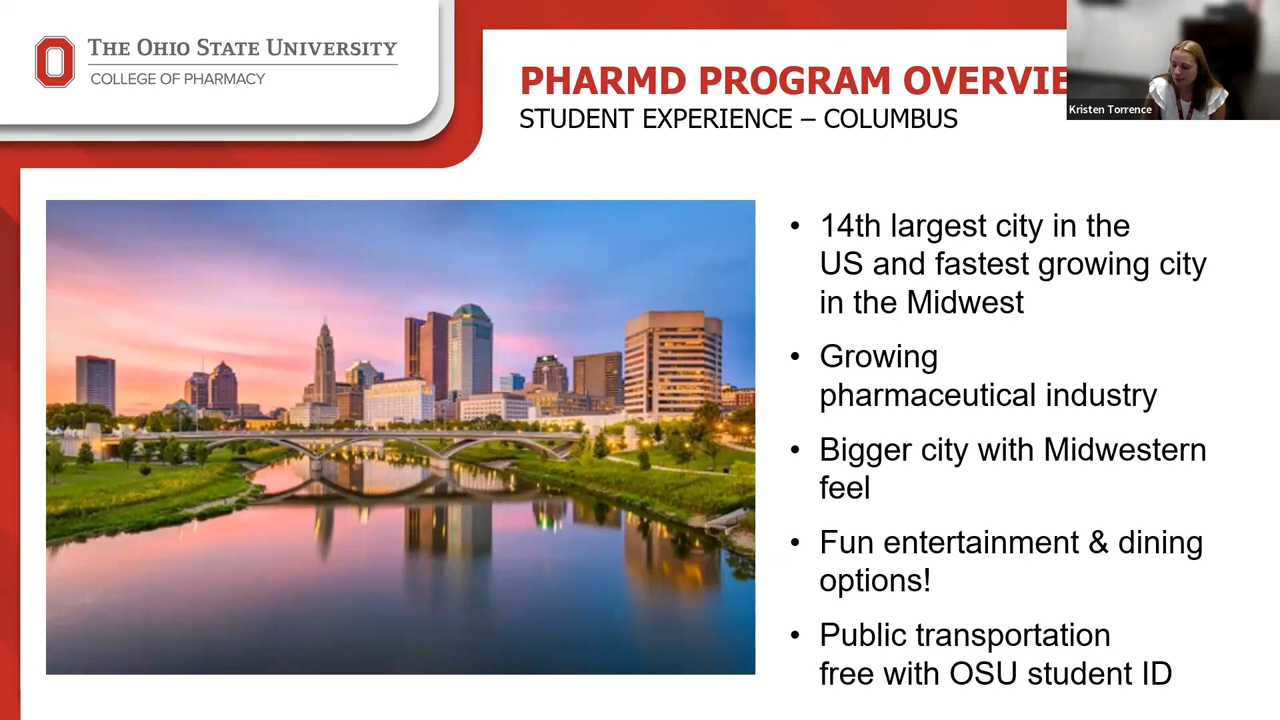 THE OHIO STATE UNIVERSITY
COLLEGE OF PHARMACY
PHARMD PROGRAM OVERVIE
STUDENT EXPERIENCE – COLUMBUS
Kristen Torrence
• 14th largest city in the
US and fastest growing city
in the Midwest
• Growing
pharmaceutical industry
• Bigger city with Midwestern
feel
• Fun entertainment & dining
options!
• Public transportation
free with OSU student ID